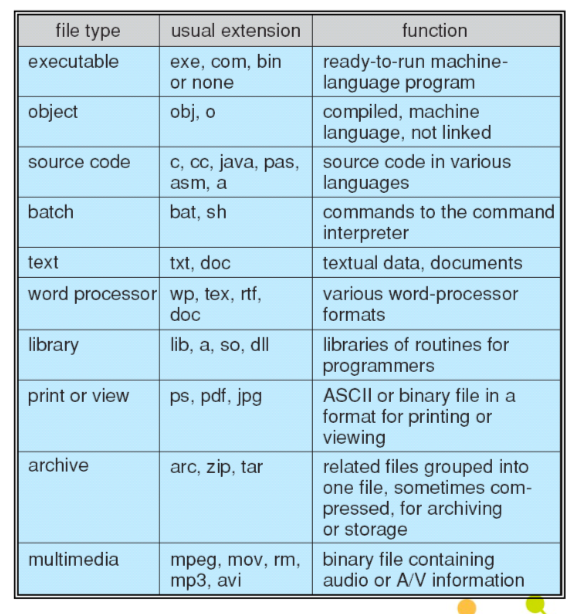 file type usual extension function
executable exe, com, bin ready-to-run machine-
or none language program
object obj, o compiled, machine
language, not linked
source code c, cc, java, pas, source code in various
asm, a languages
batch bat, sh commands to the command
interpreter
text txt, doc textual data, documents
word processor wp, tex, rtf, various word-processor
doc formats
library lib, a, so, dll libraries of routines for
programmers
print or view ps, pdf, jpg ASCII or binary file in a
format for printing or
viewing
archive arc, zip, tar related files grouped into
one file, sometimes com-
pressed, for archiving
or storage
multimedia mpeg, mov, rm, binary file containing
mp3, avi audio or A/V information